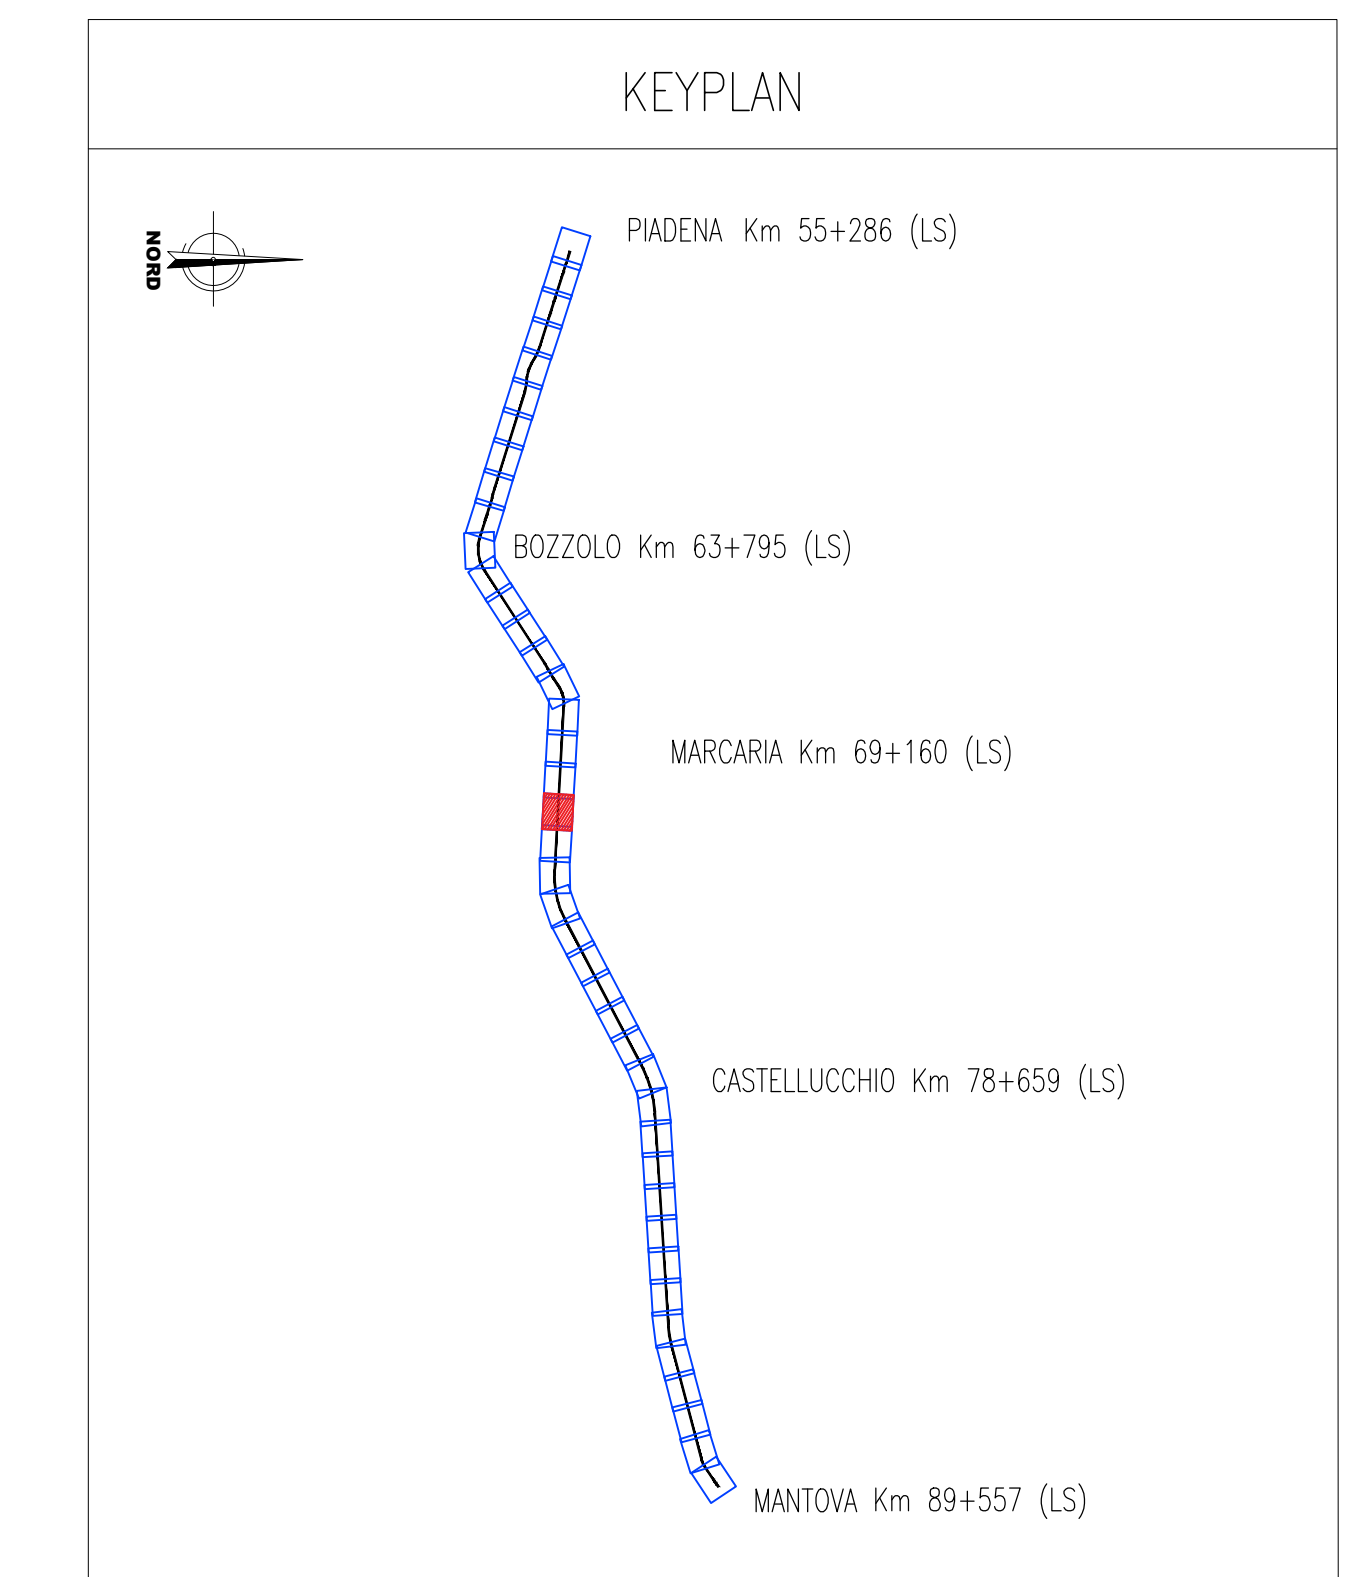 KEYPLAN
NORD
PIADENA Km 55+286 (LS)
BOZZOLO Km 63+795 (LS)
MARCARIA Km 69+160 (LS)
CASTELLUCCHIO Km 78+659 (LS)
MANTOVA Km 89+557 (LS)